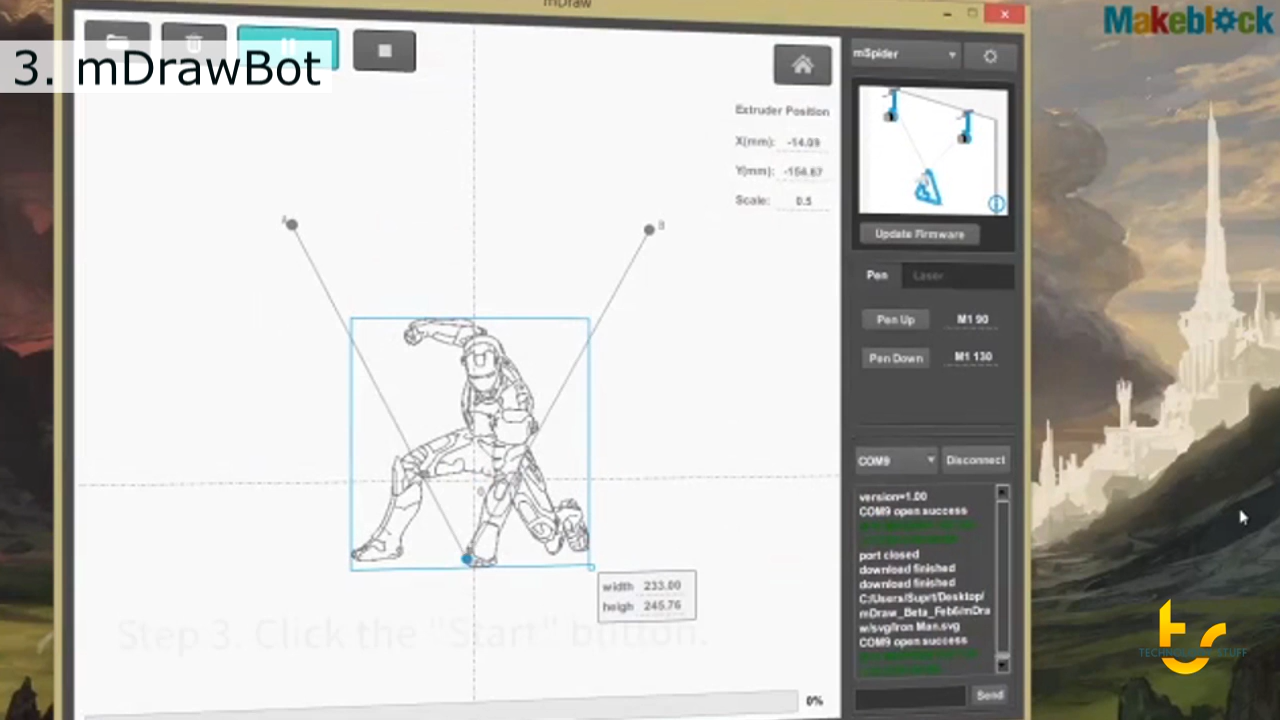 mDraw
Makeblock
3. mDrawBot
mSpider
Extruder Position
X(mm): -14.09
Y(mm): -154.67
Scale: 0.5
A
B
Update Firmware
Pen
Laser
Pen Up
M1 90
Pen Down
M1 130
COM9
Disconnect
version=1.00
COM9 open success
port closed
download finished
download finished
C:/Users/Suprt/Desktop/
mDraw_Beta_Feb6/mDra
w/svg/Iron Man.svg
COM9 open success
width 233.00
heigh 245.76
Step 3. Click the "Start" button.
0%
Send
TECHNOLOGY STUFF